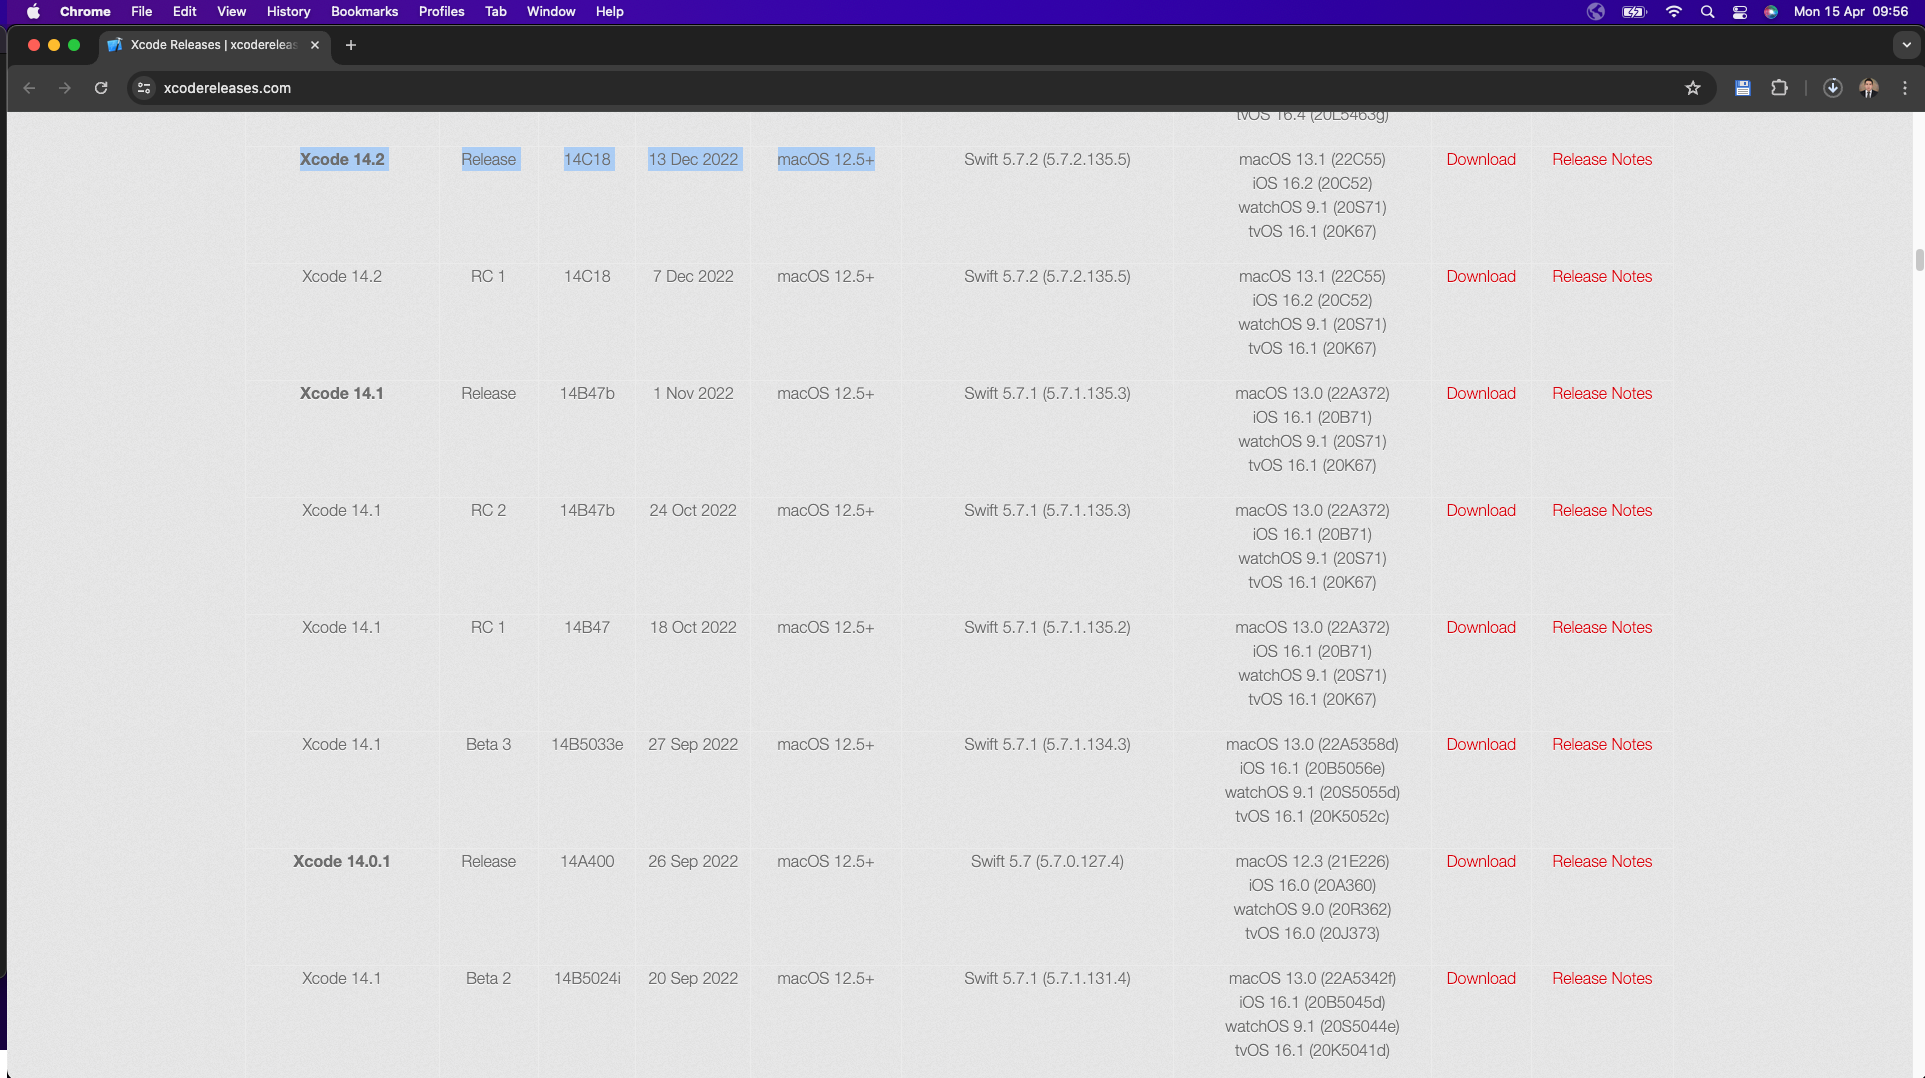 Chrome File Edit View History Bookmarks Profiles Tab Window Help Mon 15 Apr 09:56
Xcode Releases | xcodereleas
xcodereleases.com
tvOS 16.4 (20L5463g)
Xcode 14.2 Release 14C18 13 Dec 2022 macOS 12.5+ Swift 5.7.2 (5.7.2.135.5) macOS 13.1 (22C55) Download Release Notes
iOS 16.2 (20C52)
watchOS 9.1 (20S71)
tvOS 16.1 (20K67)
Xcode 14.2 RC 1 14C18 7 Dec 2022 macOS 12.5+ Swift 5.7.2 (5.7.2.135.5) macOS 13.1 (22C55) Download Release Notes
iOS 16.2 (20C52)
watchOS 9.1 (20S71)
tvOS 16.1 (20K67)
Xcode 14.1 Release 14B47b 1 Nov 2022 macOS 12.5+ Swift 5.7.1 (5.7.1.135.3) macOS 13.0 (22A372) Download Release Notes
iOS 16.1 (20B71)
watchOS 9.1 (20S71)
tvOS 16.1 (20K67)
Xcode 14.1 RC 2 14B47b 24 Oct 2022 macOS 12.5+ Swift 5.7.1 (5.7.1.135.3) macOS 13.0 (22A372) Download Release Notes
iOS 16.1 (20B71)
watchOS 9.1 (20S71)
tvOS 16.1 (20K67)
Xcode 14.1 RC 1 14B47 18 Oct 2022 macOS 12.5+ Swift 5.7.1 (5.7.1.135.2) macOS 13.0 (22A372) Download Release Notes
iOS 16.1 (20B71)
watchOS 9.1 (20S71)
tvOS 16.1 (20K67)
Xcode 14.1 Beta 3 14B5033e 27 Sep 2022 macOS 12.5+ Swift 5.7.1 (5.7.1.134.3) macOS 13.0 (22A5358d) Download Release Notes
iOS 16.1 (20B5056e)
watchOS 9.1 (20S5055d)
tvOS 16.1 (20K5052c)
Xcode 14.0.1 Release 14A400 26 Sep 2022 macOS 12.5+ Swift 5.7 (5.7.0.127.4) macOS 12.3 (21E226) Download Release Notes
iOS 16.0 (20A360)
watchOS 9.0 (20R362)
tvOS 16.0 (20J373)
Xcode 14.1 Beta 2 14B5024i 20 Sep 2022 macOS 12.5+ Swift 5.7.1 (5.7.1.131.4) macOS 13.0 (22A5342f) Download Release Notes
iOS 16.1 (20B5045d)
watchOS 9.1 (20S5044e)
tvOS 16.1 (20K5041d)